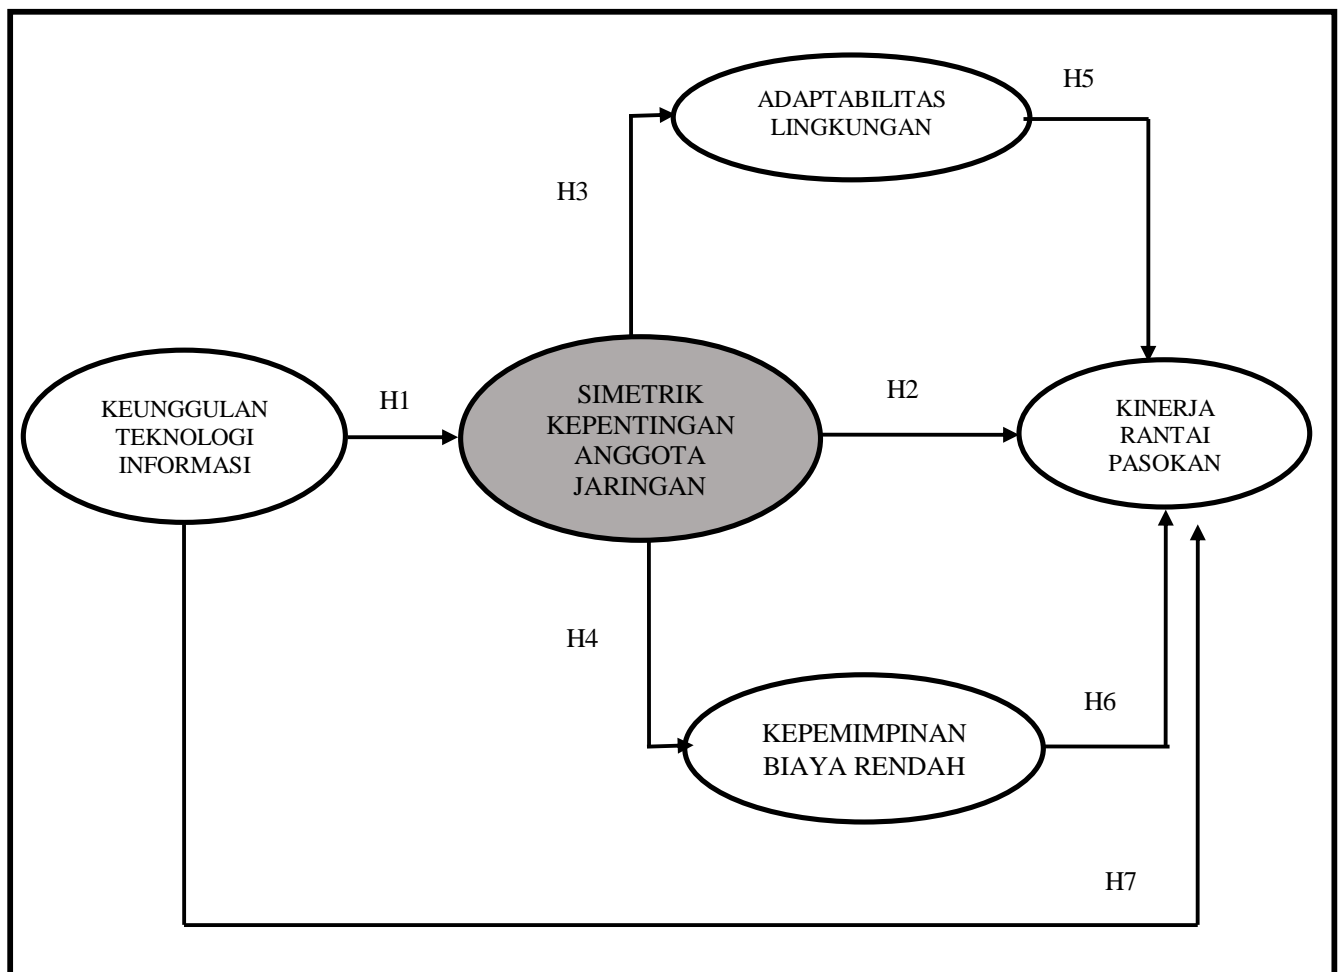 ADAPTABILITAS
LINGKUNGAN
H5
H3
KEUNGGULAN
TEKNOLOGI
INFORMASI
H1
SIMETRIK
KEPENTINGAN
ANGGOTA
JARINGAN
H2
KINERJA
RANTAI
PASOKAN
H4
KEPEMIMPINAN
BIAYA RENDAH
H6
H7